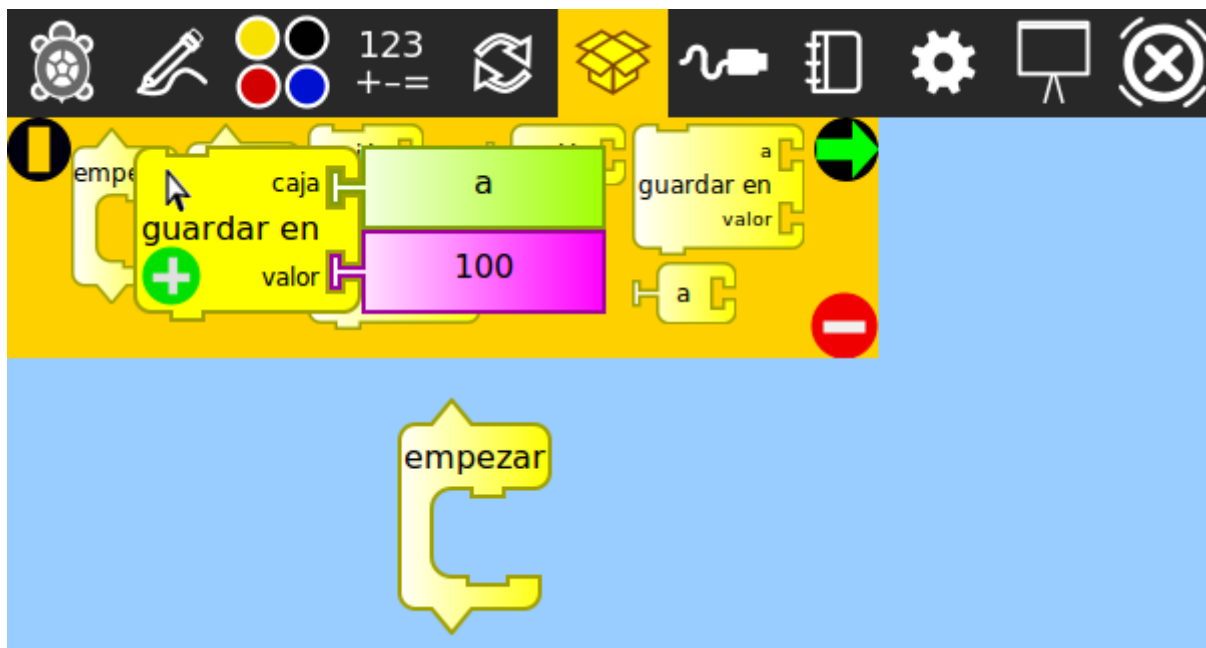 123
+-=
empe
caja
a
guardar en
valor
100
a
guardar en
valor
a
empezar